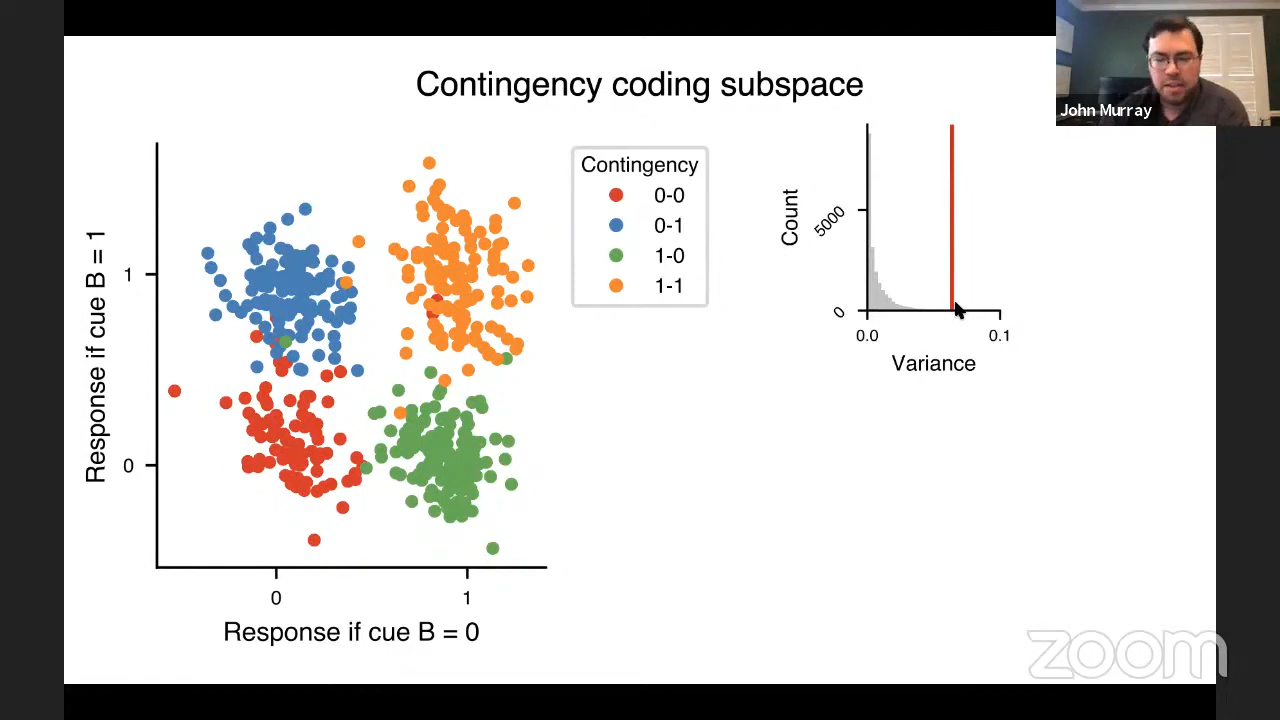 Contingency coding subspace
John Murray
Response if cue B = 1
1
0
0
1
Response if cue B = 0
Contingency
0-0
0-1
1-0
1-1
Count
5000
0
0.0
0.1
Variance
zoom